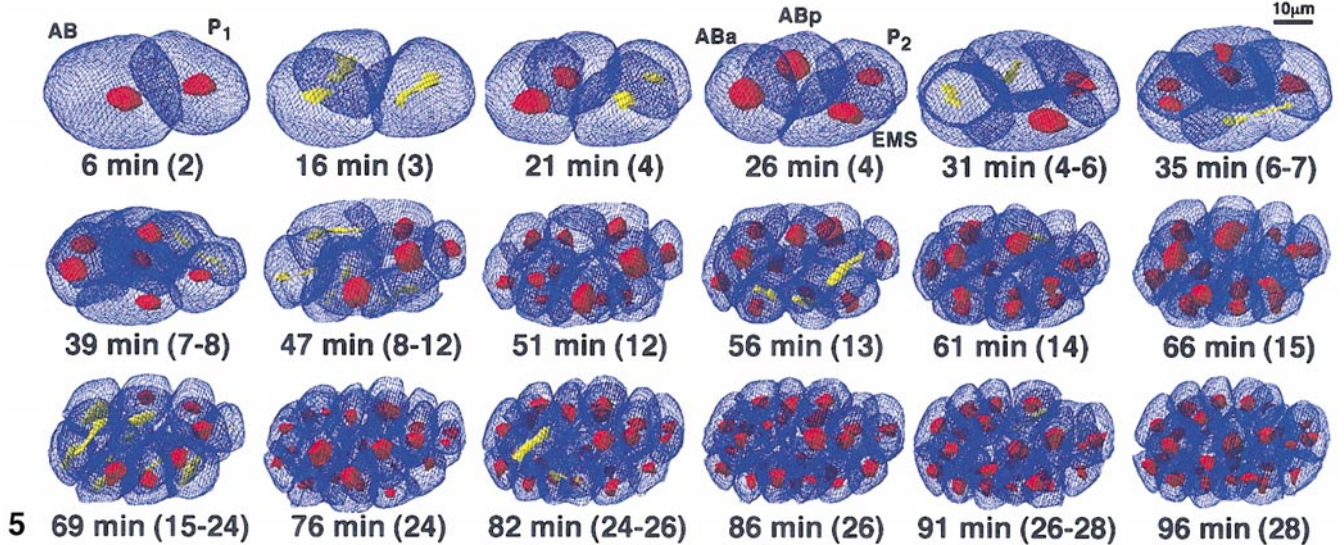 AB P1 ABa ABp P2 10µm
EMS
6 min (2) 16 min (3) 21 min (4) 26 min (4) 31 min (4-6) 35 min (6-7)
39 min (7-8) 47 min (8-12) 51 min (12) 56 min (13) 61 min (14) 66 min (15)
5 69 min (15-24) 76 min (24) 82 min (24-26) 86 min (26) 91 min (26-28) 96 min (28)